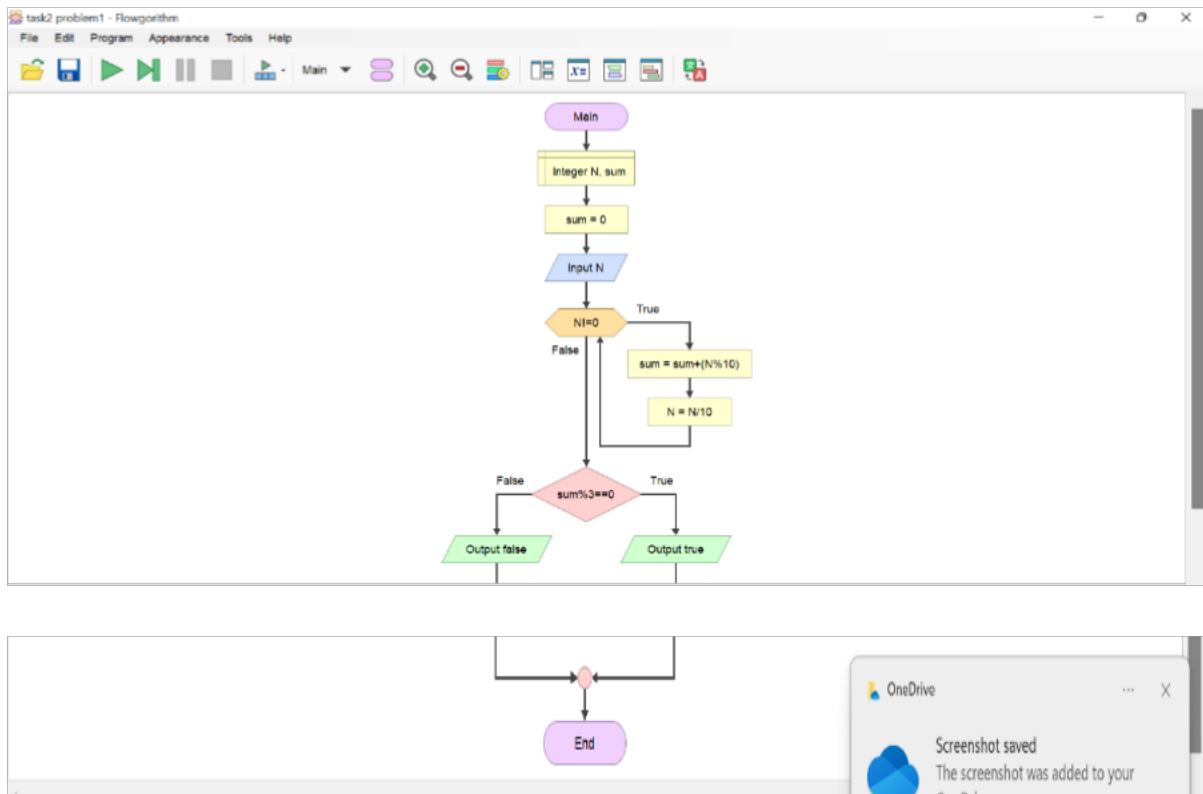 task2 problem1 - Flowgorithm
File Edit Program Appearance Tools Help
Main
Main
Integer N, sum
sum = 0
Input N
N!=0
True
False
sum = sum+(N%10)
N = N/10
False
True
sum%3==0
Output false
Output true
End
OneDrive
Screenshot saved
The screenshot was added to your